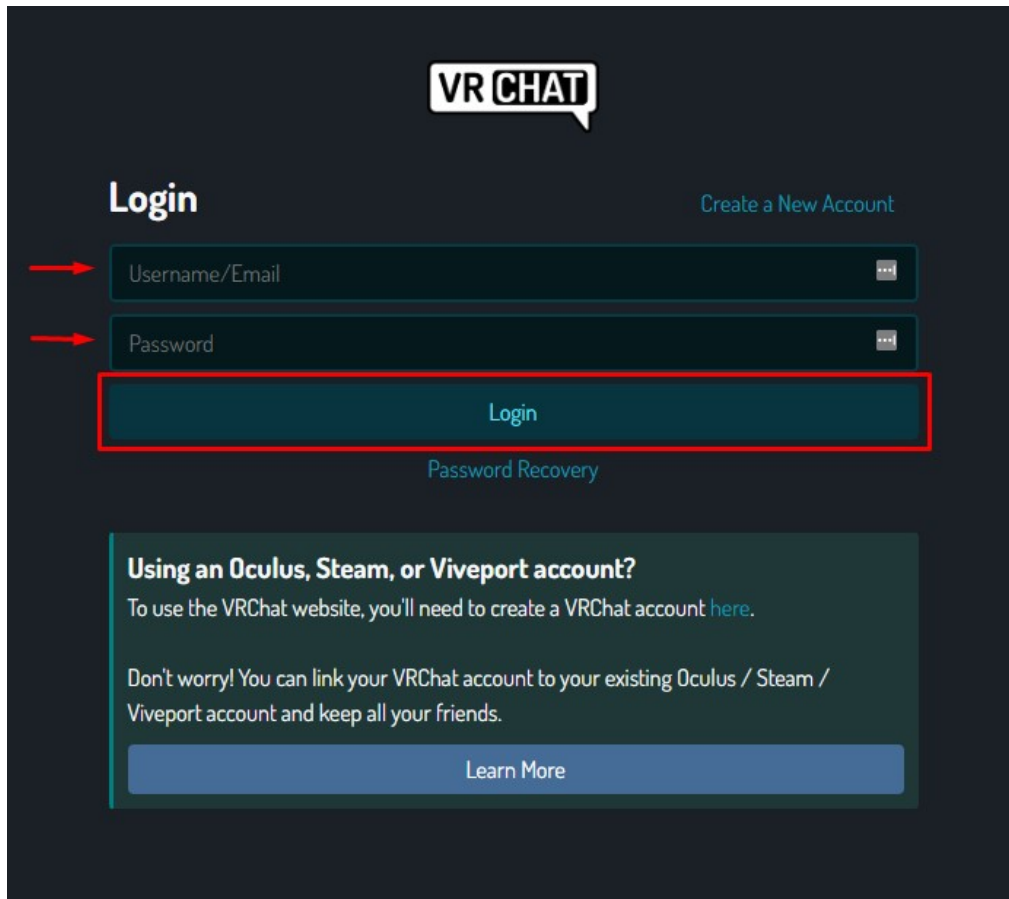 VR CHAT
Login
Create a New Account
Username/Email
Password
Login
Password Recovery
Using an Oculus, Steam, or Viveport account?
To use the VRChat website, you'll need to create a VRChat account here.
Don't worry! You can link your VRChat account to your existing Oculus / Steam /
Viveport account and keep all your friends.
Learn More